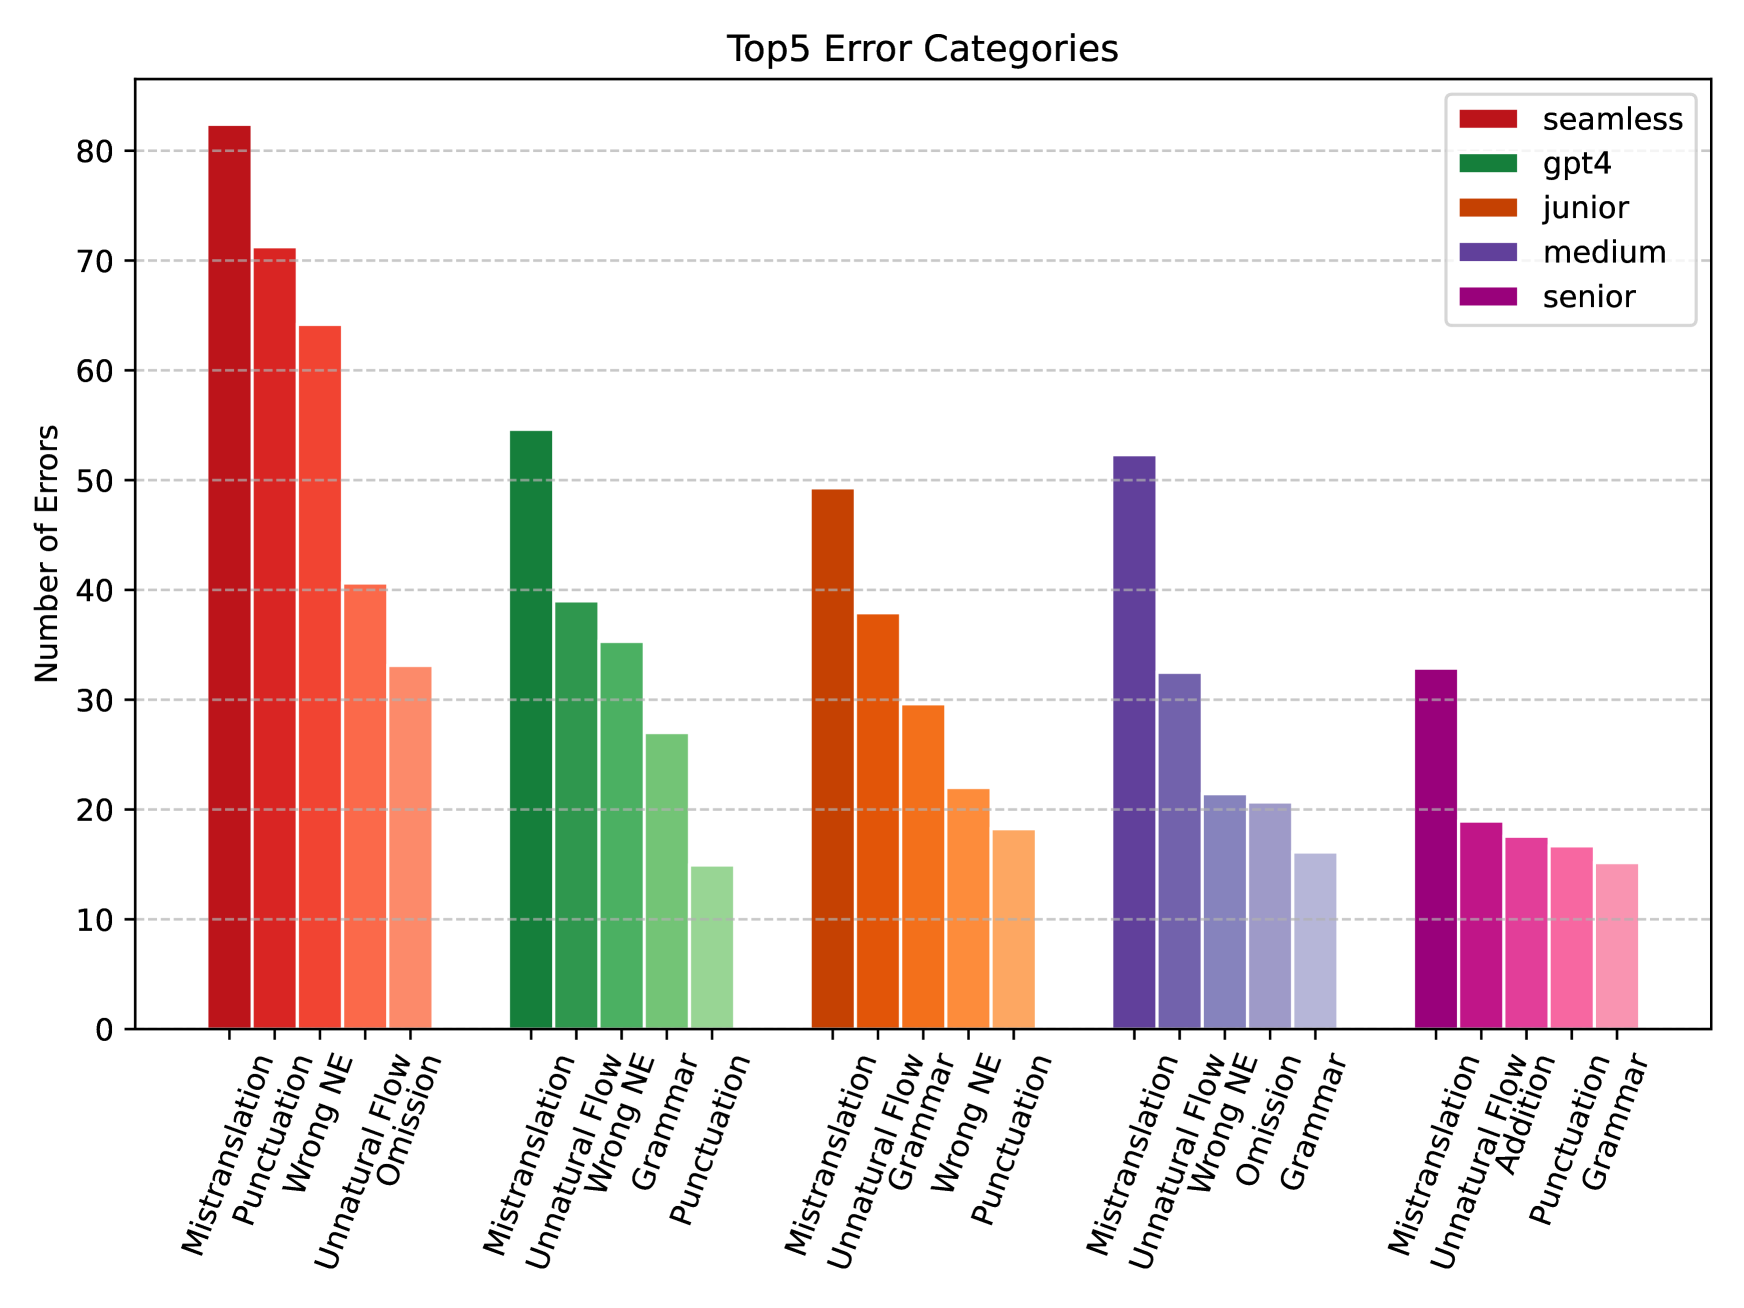 Top5 Error Categories
seamless
gpt4
junior
medium
senior
Number of Errors
80
70
60
50
40
30
20
10
0
Mistranslation
Punctuation
Wrong NE
Unnatural Flow
Omission
Mistranslation
Unnatural Flow
Wrong NE
Grammar
Punctuation
Mistranslation
Unnatural Flow
Grammar
Wrong NE
Punctuation
Mistranslation
Unnatural Flow
Wrong NE
Omission
Grammar
Mistranslation
Unnatural Flow
Addition
Punctuation
Grammar